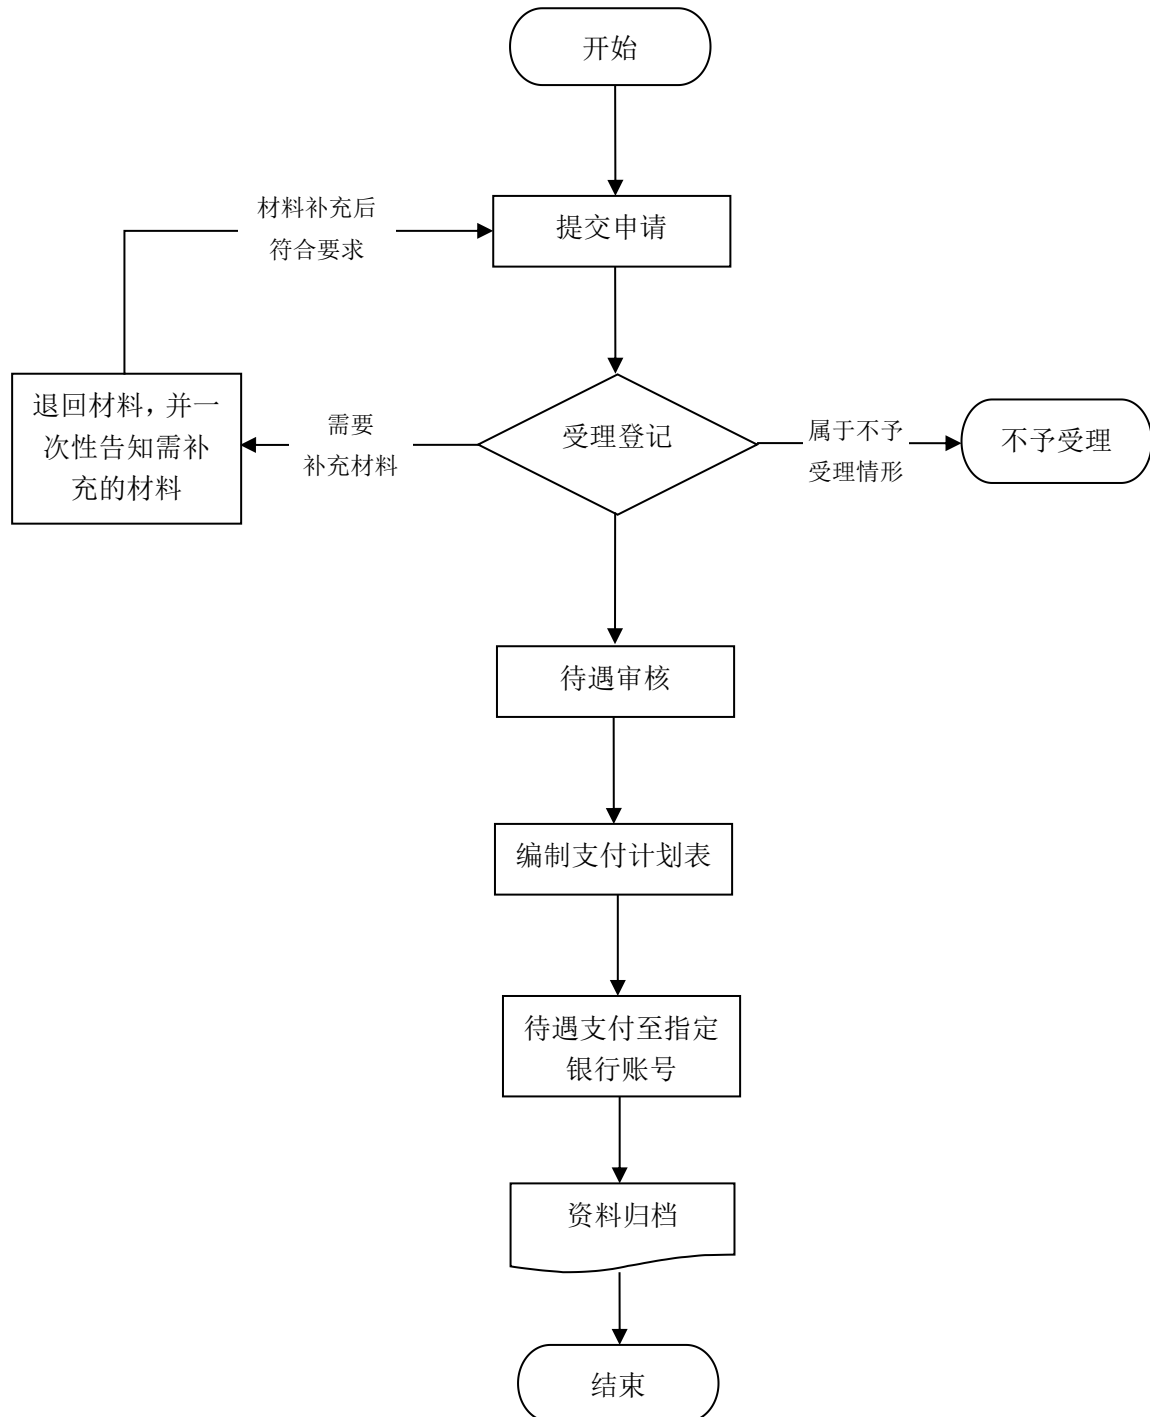 开始
材料补充后
符合要求
提交申请
退回材料，并一
次性告知需补
充的材料
需要
补充材料
受理登记
属于不予
受理情形
不予受理
待遇审核
编制支付计划表
待遇支付至指定
银行账号
资料归档
结束